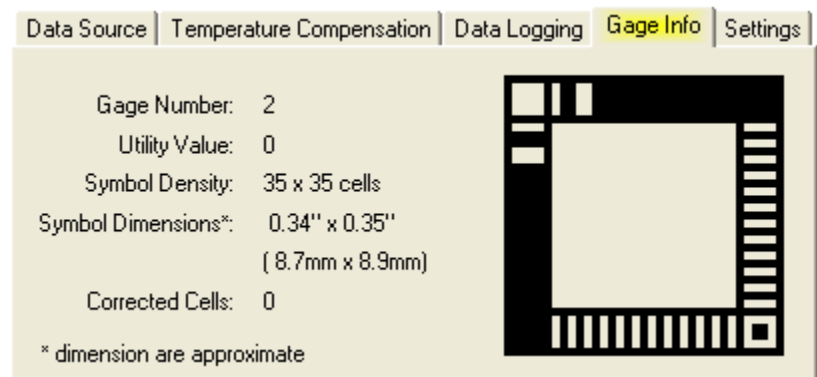 Data Source Temperature Compensation Data Logging Gage Info Settings
Gage Number: 2
Utility Value: 0
Symbol Density: 35 x 35 cells
Symbol Dimensions*: 0.34" x 0.35"
( 8.7mm x 8.9mm)
Corrected Cells: 0
* dimension are approximate